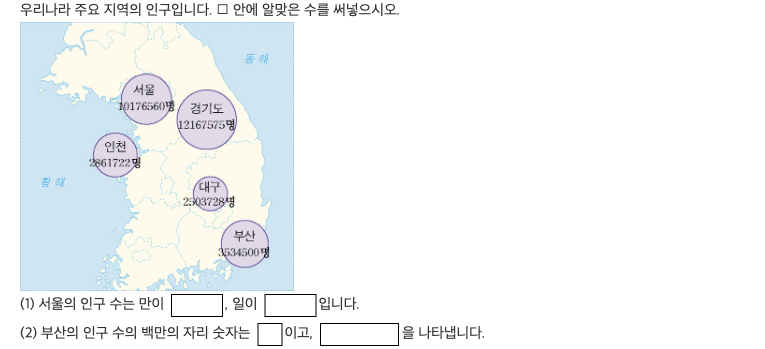 우리나라 주요 지역의 인구입니다. □ 안에 알맞은 수를 써넣으시오.
동 해
서울
10176560명
경기도
12167575명
인천
2861722명
황 해
대구
2503728명
부산
3534500명
(1) 서울의 인구 수는 만이 □, 일이 □입니다.
(2) 부산의 인구 수의 백만의 자리 숫자는 □이고, □을 나타냅니다.